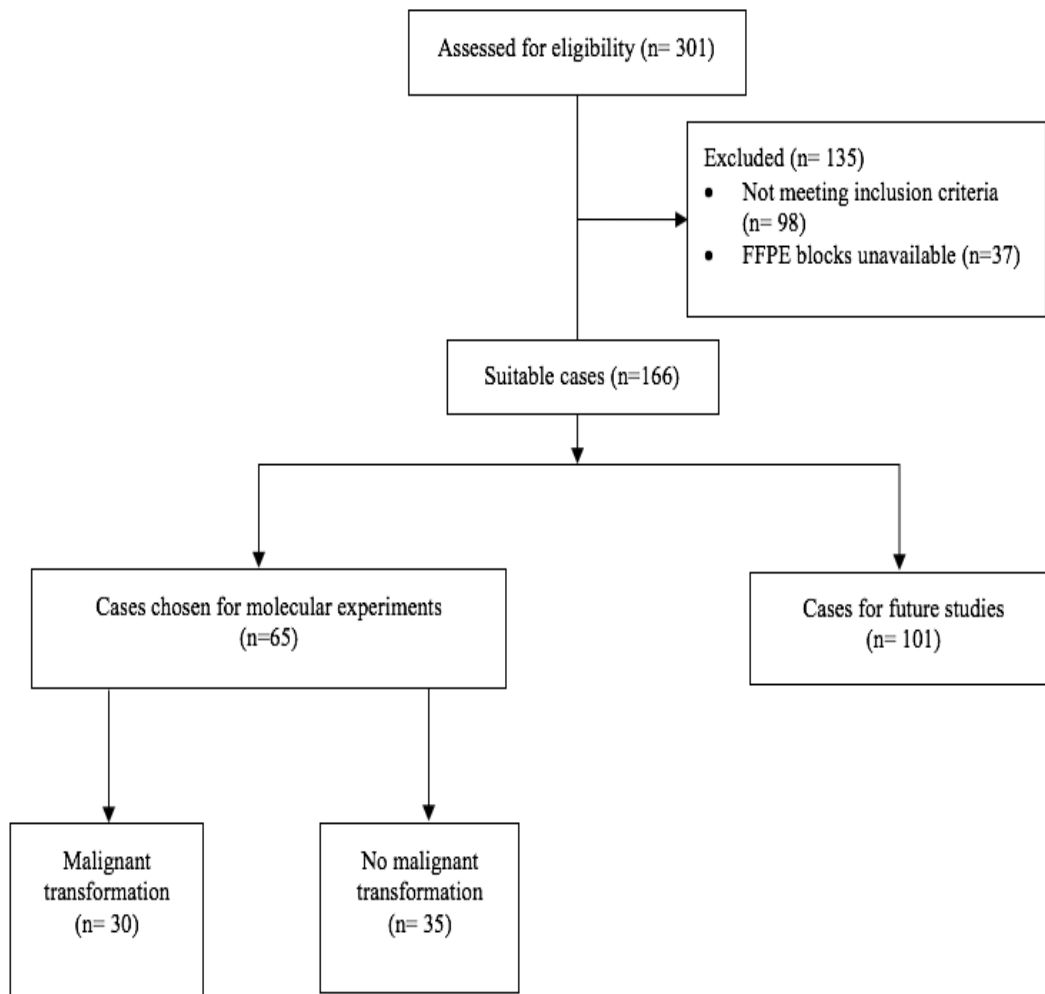 Assessed for eligibility (n= 301)
Excluded (n= 135)
• Not meeting inclusion criteria
(n= 98)
• FFPE blocks unavailable (n=37)
Suitable cases (n=166)
Cases chosen for molecular experiments
(n=65)
Cases for future studies
(n= 101)
Malignant
transformation
(n= 30)
No malignant
transformation
(n= 35)